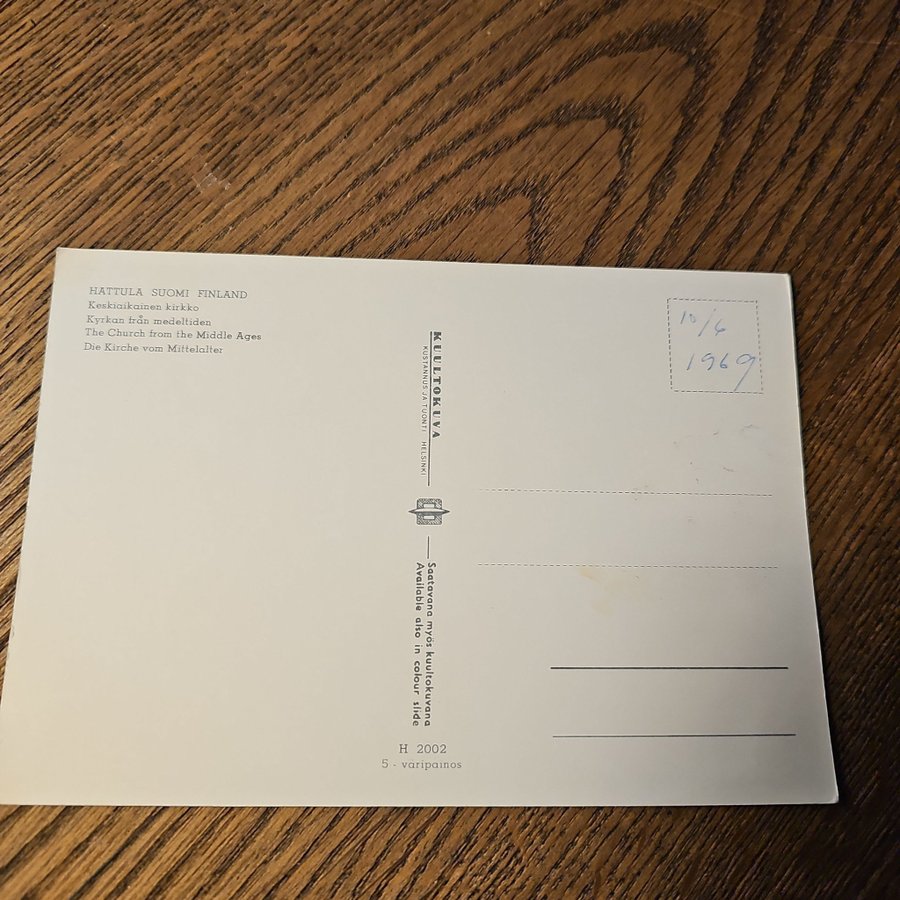 HATTULA SUOMI FINLAND
Keskiaikainen kirkko
Kyrkan från medeltiden
The Church from the Middle Ages
Die Kirche vom Mittelalter
KUULTOKUVA
KUSTANNUS JA TUONTI HELSINKI
Saatavana myös kuultokuvana
Available also in colour slide
H 2002
5 - väripainos
10/6
1969